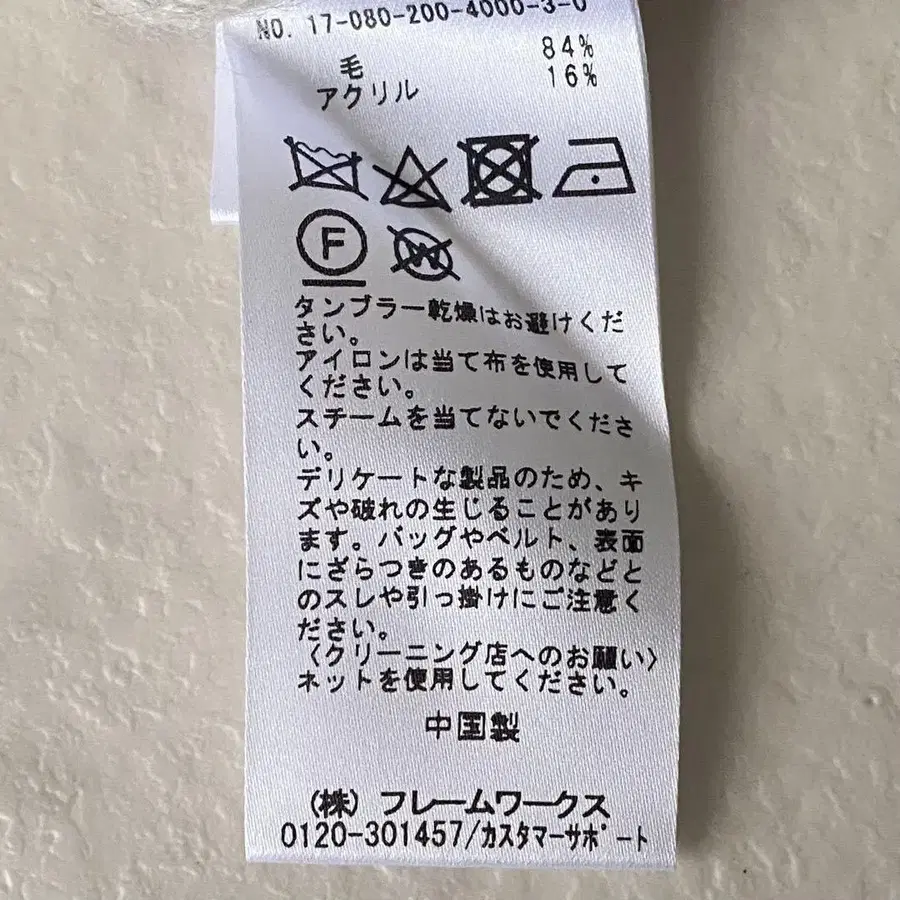 NO. 17-080-200-4000-3-0
毛 84%
アクリル 16%
F W
タンブラー乾燥はお避けくだ
さい。
アイロンは当て布を使用して
ください。
スチームを当てないでくださ
い。
デリケートな製品のため、キ
ズや破れの生じることがあり
ます。バッグやベルト、表面
にざらつきのあるものなどと
のスレや引っ掛けにご注意く
ださい。
〈クリーニング店へのお願い〉
ネットを使用してください。
中国製
(株)フレームワークス
0120-301457/カスタマーサポート